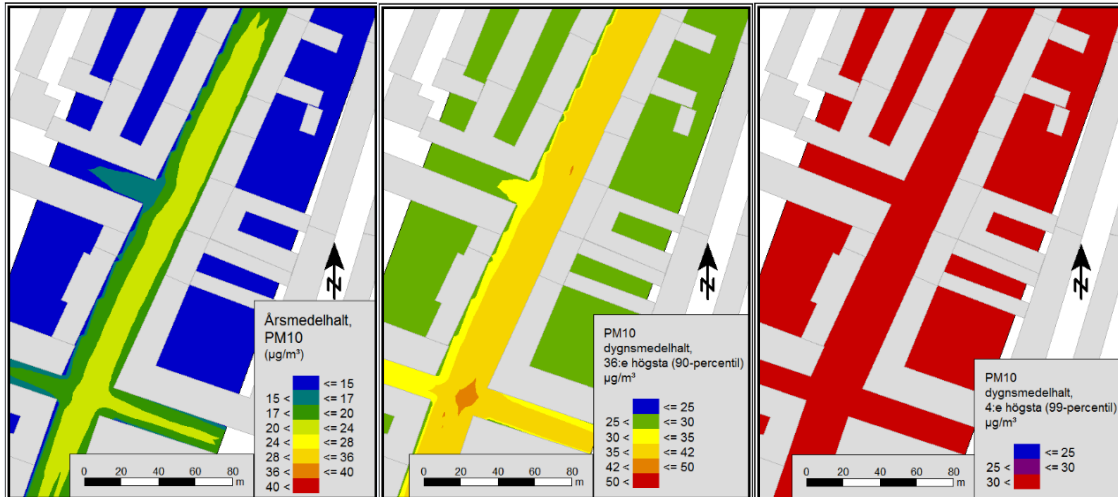 N
Årsmedelhalt,
PM10
(µg/m³)
<= 15
15 < <= 17
17 < <= 20
20 < <= 24
24 < <= 28
28 < <= 36
36 < <= 40
40 <
0 20 40 60 80
m
N
PM10
dygnsmedelhalt,
36:e högsta (90-percentil)
µg/m³
<= 25
25 < <= 30
30 < <= 35
35 < <= 42
42 < <= 50
50 <
0 20 40 60 80
m
N
PM10
dygnsmedelhalt,
4:e högsta (99-percentil)
µg/m³
<= 25
25 < <= 30
30 <
0 20 40 60 80
m